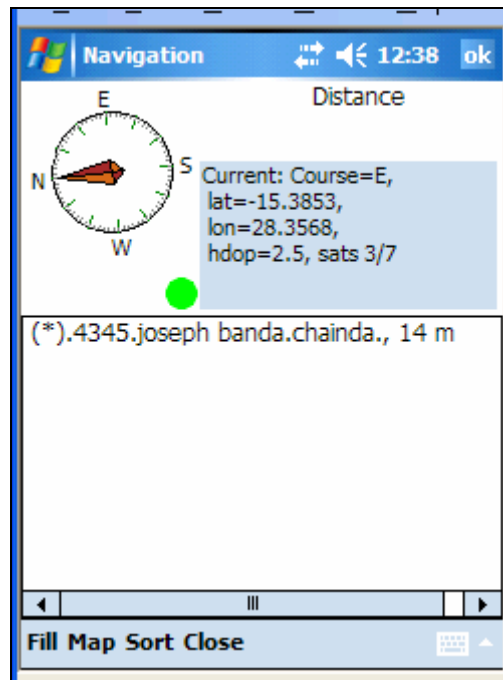 Navigation 12:38 ok
E
Distance
N
S
W
Current: Course=E,
lat=-15.3853,
lon=28.3568,
hdop=2.5, sats 3/7
(*).4345.joseph banda.chainda., 14 m
Fill Map Sort Close